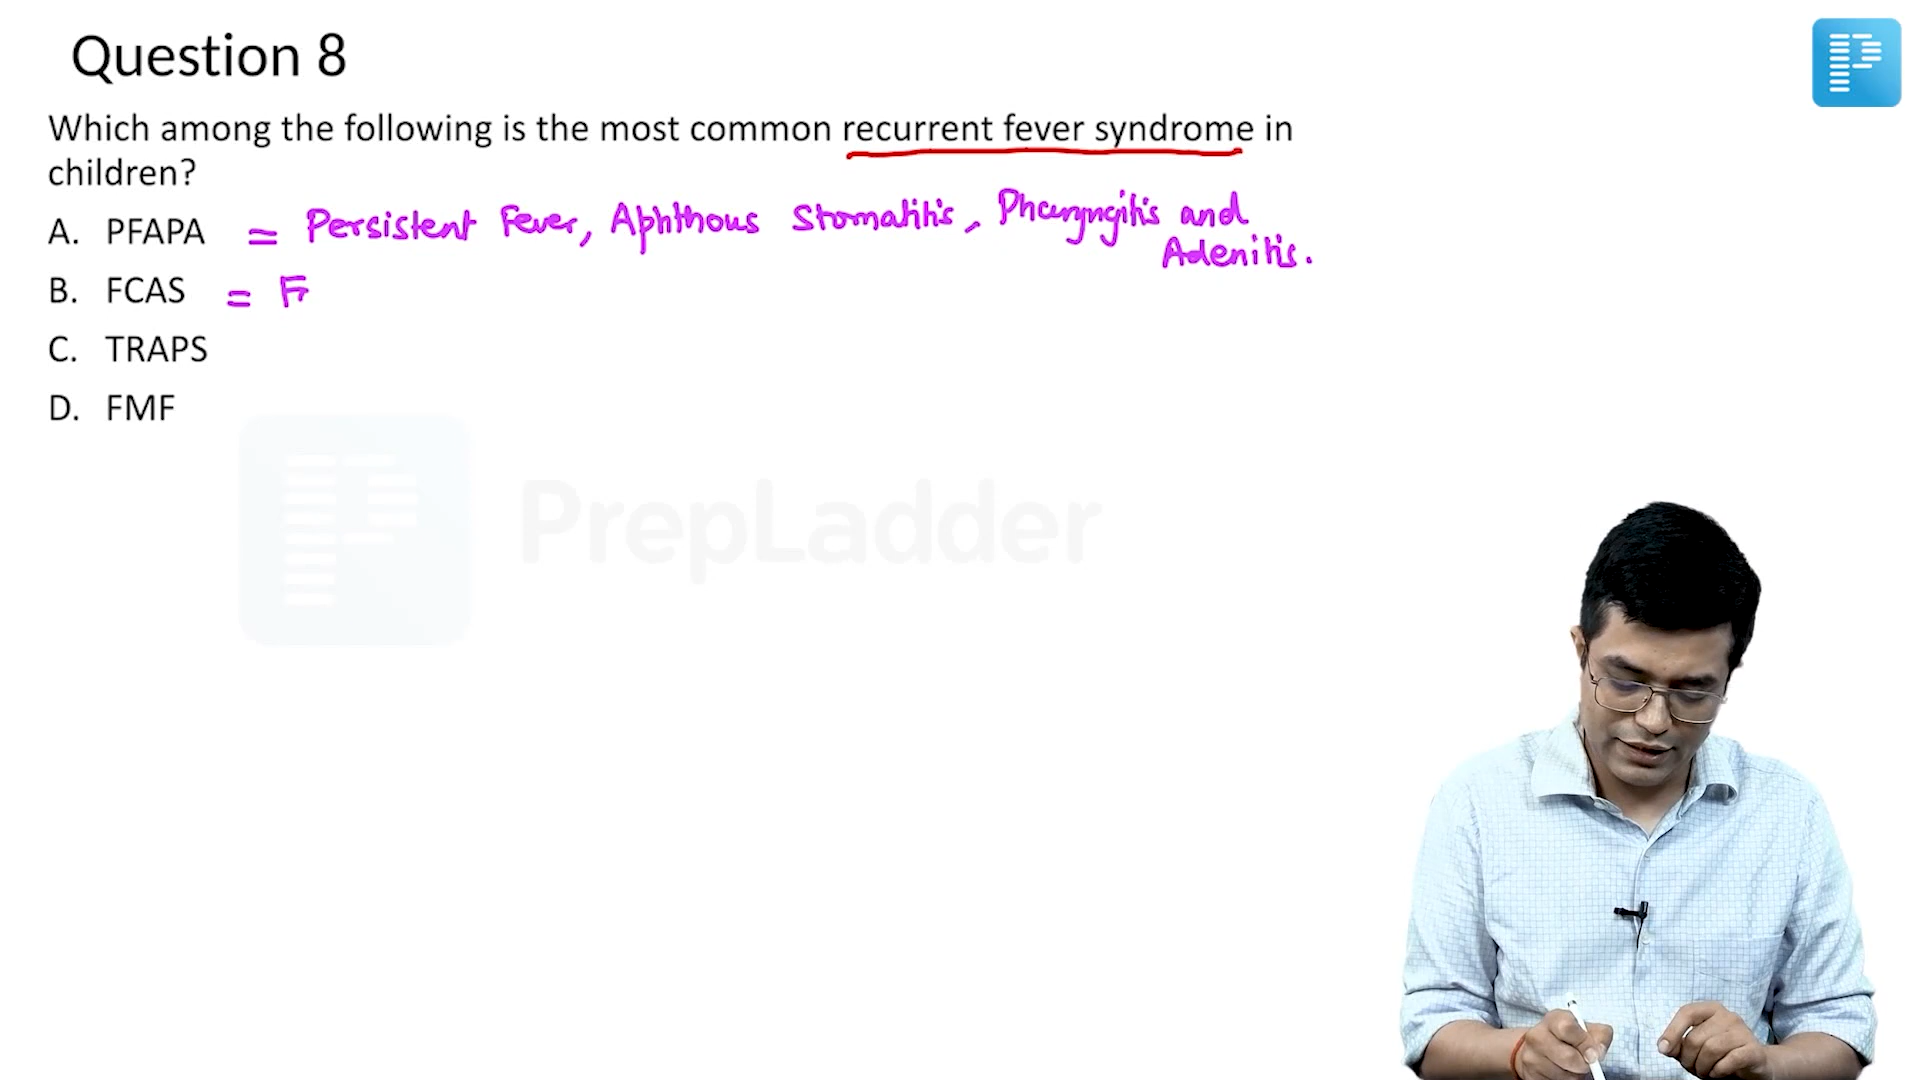 Question 8
Which among the following is the most common recurrent fever syndrome in
children?
A. PFAPA = Persistent Fever, Aphthous Stomatitis, Pharyngitis and
Adenitis.
B. FCAS = F
C. TRAPS
D. FMF
PrepLadder